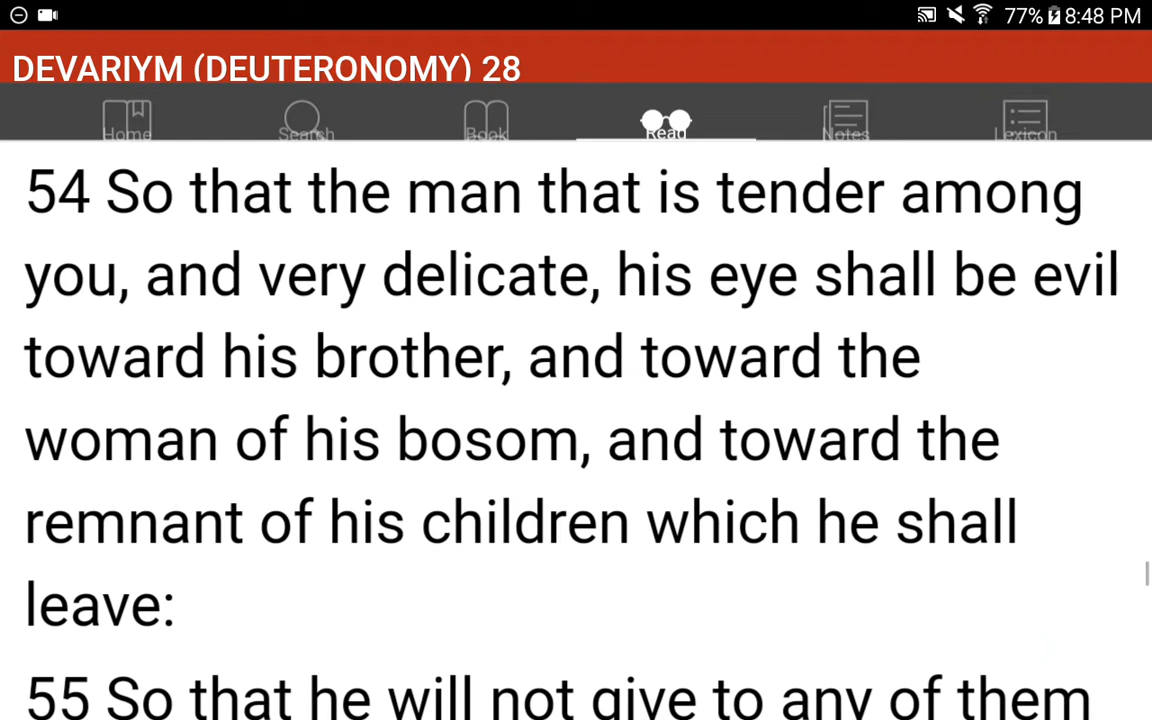 77% 8:48 PM
DEVARIYM (DEUTERONOMY) 28
Home Search Book Read Notes Lexicon
54 So that the man that is tender among
you, and very delicate, his eye shall be evil
toward his brother, and toward the
woman of his bosom, and toward the
remnant of his children which he shall
leave:
55 So that he will not give to any of them